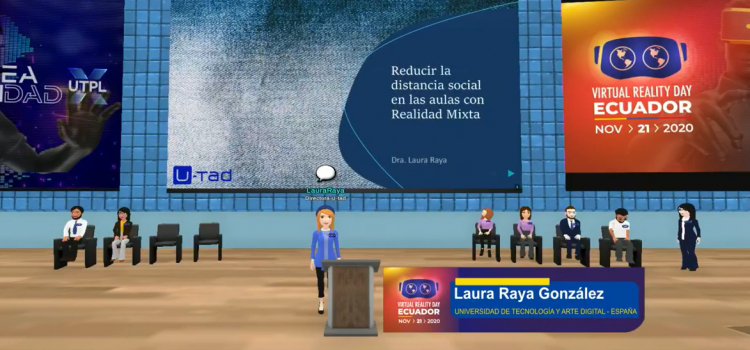 EA
DAD
UTPL
Reducir la
distancia social
en las aulas con
Realidad Mixta
Dra. Laura Raya
U-tad
VIRTUAL REALITY DAY
ECUADOR
NOV > 21 > 2020
LauraRaya
Directora U-tad
VIRTUAL REALITY DAY
ECUADOR
NOV > 21 > 2020
Laura Raya González
UNIVERSIDAD DE TECNOLOGÍA Y ARTE DIGITAL - ESPAÑA